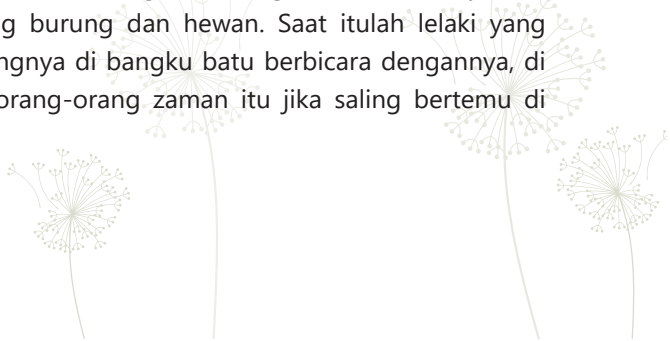 g burung dan hewan. Saat itulah lelaki yang
ngnya di bangku batu berbicara dengannya, di
orang-orang zaman itu jika saling bertemu di